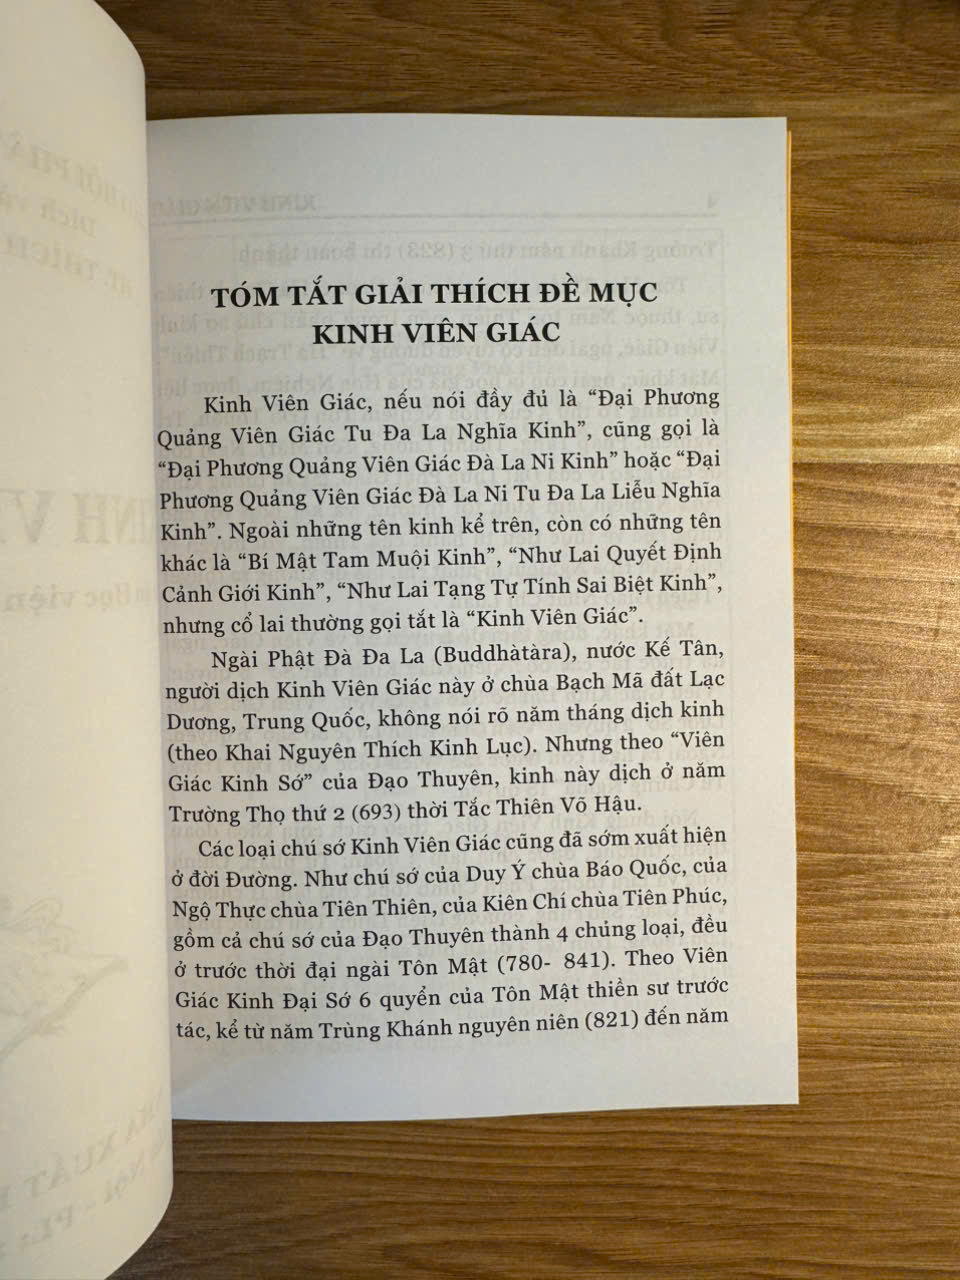 TÓM TẮT GIẢI THÍCH ĐỀ MỤC
KINH VIÊN GIÁC
Kinh Viên Giác, nếu nói đầy đủ là “Đại Phương
Quảng Viên Giác Tu Đa La Nghĩa Kinh”, cũng gọi là
“Đại Phương Quảng Viên Giác Đà La Ni Kinh” hoặc “Đại
Phương Quảng Viên Giác Đà La Ni Tu Đa La Liễu Nghĩa
Kinh”. Ngoài những tên kinh kể trên, còn có những tên
khác là “Bí Mật Tam Muội Kinh”, “Như Lai Quyết Định
Cảnh Giới Kinh”, “Như Lai Tạng Tự Tính Sai Biệt Kinh”,
nhưng cổ lai thường gọi tắt là “Kinh Viên Giác”.
Ngài Phật Đà Đa La (Buddhàtàra), nước Kế Tân,
người dịch Kinh Viên Giác này ở chùa Bạch Mã đất Lạc
Dương, Trung Quốc, không nói rõ năm tháng dịch kinh
(theo Khai Nguyên Thích Kinh Lục). Nhưng theo “Viên
Giác Kinh Sớ” của Đạo Thuyên, kinh này dịch ở năm
Trường Thọ thứ 2 (693) thời Tắc Thiên Võ Hậu.
Các loại chú sớ Kinh Viên Giác cũng đã sớm xuất hiện
ở đời Đường. Như chú sớ của Duy Ý chùa Báo Quốc, của
Ngộ Thực chùa Tiên Thiên, của Kiên Chí chùa Tiên Phúc,
gồm cả chú sớ của Đạo Thuyên thành 4 chủng loại, đều
ở trước thời đại ngài Tôn Mật (780- 841). Theo Viên
Giác Kinh Đại Sớ 6 quyển của Tôn Mật thiền sư trước
tác, kể từ năm Trùng Khánh nguyên niên (821) đến năm